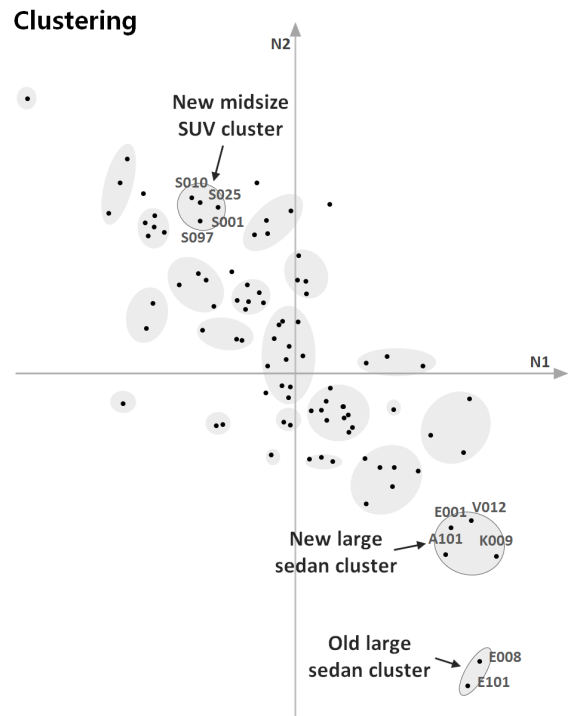 Clustering
N2
New midsize
SUV cluster
S010
S025
S001
S097
N1
E001
V012
A101
K009
New large
sedan cluster
Old large
sedan cluster
E008
E101